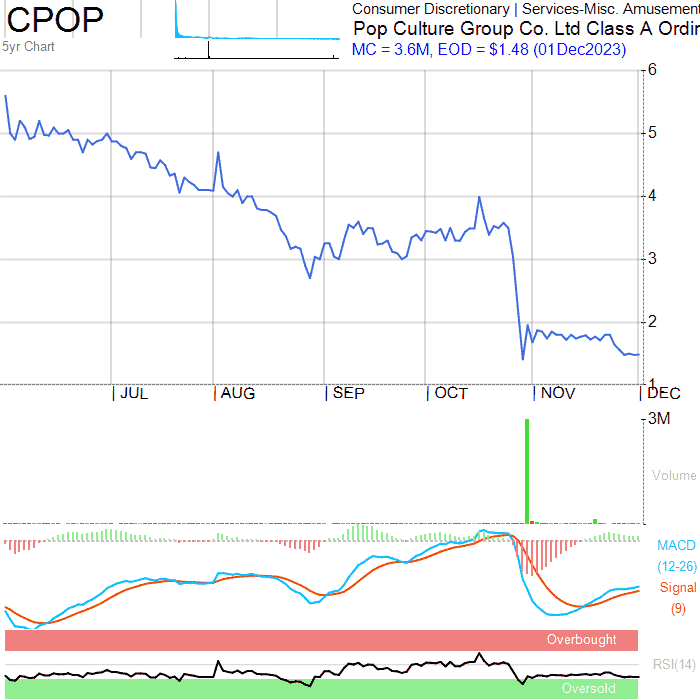 CPOP
5yr Chart
Consumer Discretionary | Services-Misc. Amusement
Pop Culture Group Co. Ltd Class A Ordin
MC = 3.6M, EOD = $1.48 (01Dec2023)
6
5
4
3
2
1
JUL
AUG
SEP
OCT
NOV
DEC
3M
Volume
MACD
(12-26)
Signal
(9)
Overbought
RSI(14)
Oversold